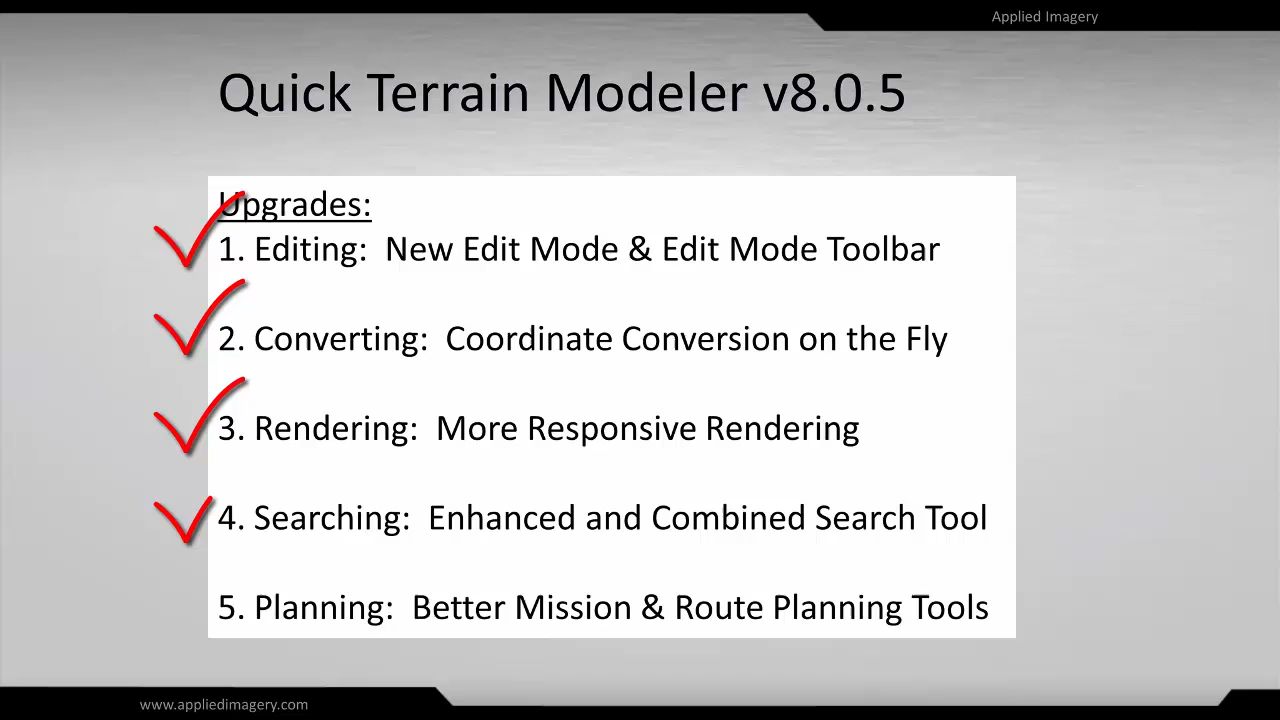 Applied Imagery
Quick Terrain Modeler v8.0.5
Upgrades:
1. Editing: New Edit Mode & Edit Mode Toolbar
2. Converting: Coordinate Conversion on the Fly
3. Rendering: More Responsive Rendering
4. Searching: Enhanced and Combined Search Tool
5. Planning: Better Mission & Route Planning Tools
www.appliedimagery.com